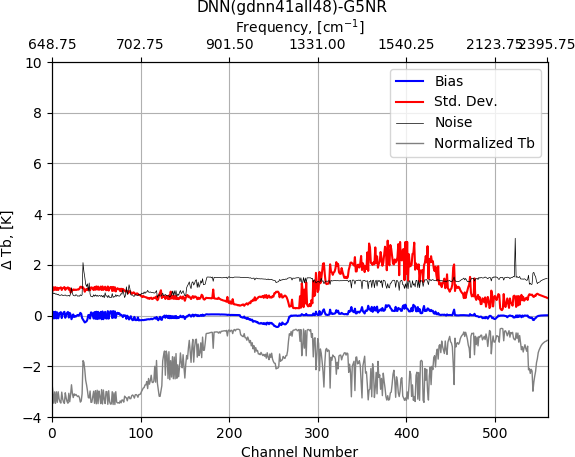 DNN(gdnn41all48)-G5NR
Frequency, [cm⁻¹]
648.75 702.75 901.50 1331.00 1540.25 2123.75 2395.75
10
8
6
4
2
0
−2
−4
Δ Tb, [K]
Bias
Std. Dev.
Noise
Normalized Tb
0 100 200 300 400 500
Channel Number